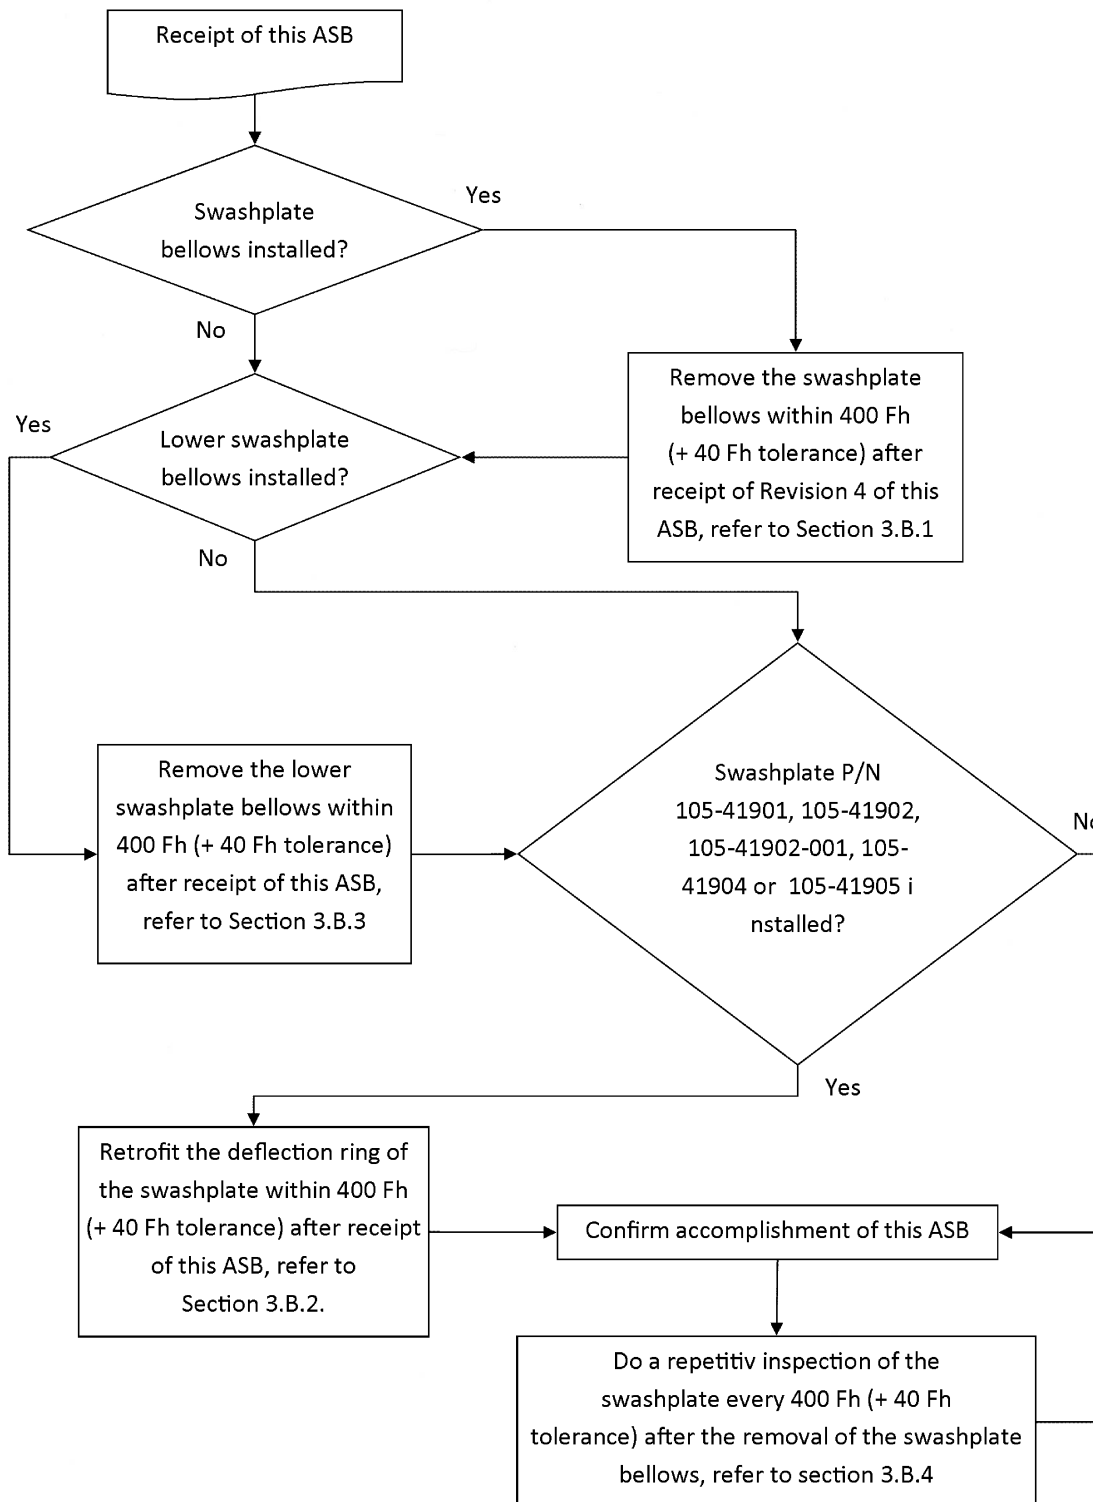 Receipt of this ASB
Yes
Swashplate
bellows installed?
No
Remove the swashplate
bellows within 400 Fh
(+ 40 Fh tolerance) after
receipt of Revision 4 of this
ASB, refer to Section 3.B.1
Yes
Lower swashplate
bellows installed?
No
Remove the lower
swashplate bellows within
400 Fh (+ 40 Fh tolerance)
after receipt of this ASB,
refer to Section 3.B.3
Swashplate P/N
105-41901, 105-41902,
105-41902-001, 105-
41904 or  105-41905 i
nstalled?
No
Yes
Retrofit the deflection ring of
the swashplate within 400 Fh
(+ 40 Fh tolerance) after receipt
of this ASB, refer to
Section 3.B.2.
Confirm accomplishment of this ASB
Do a repetitiv inspection of the
swashplate every 400 Fh (+ 40 Fh
tolerance) after the removal of the swashplate
bellows, refer to section 3.B.4